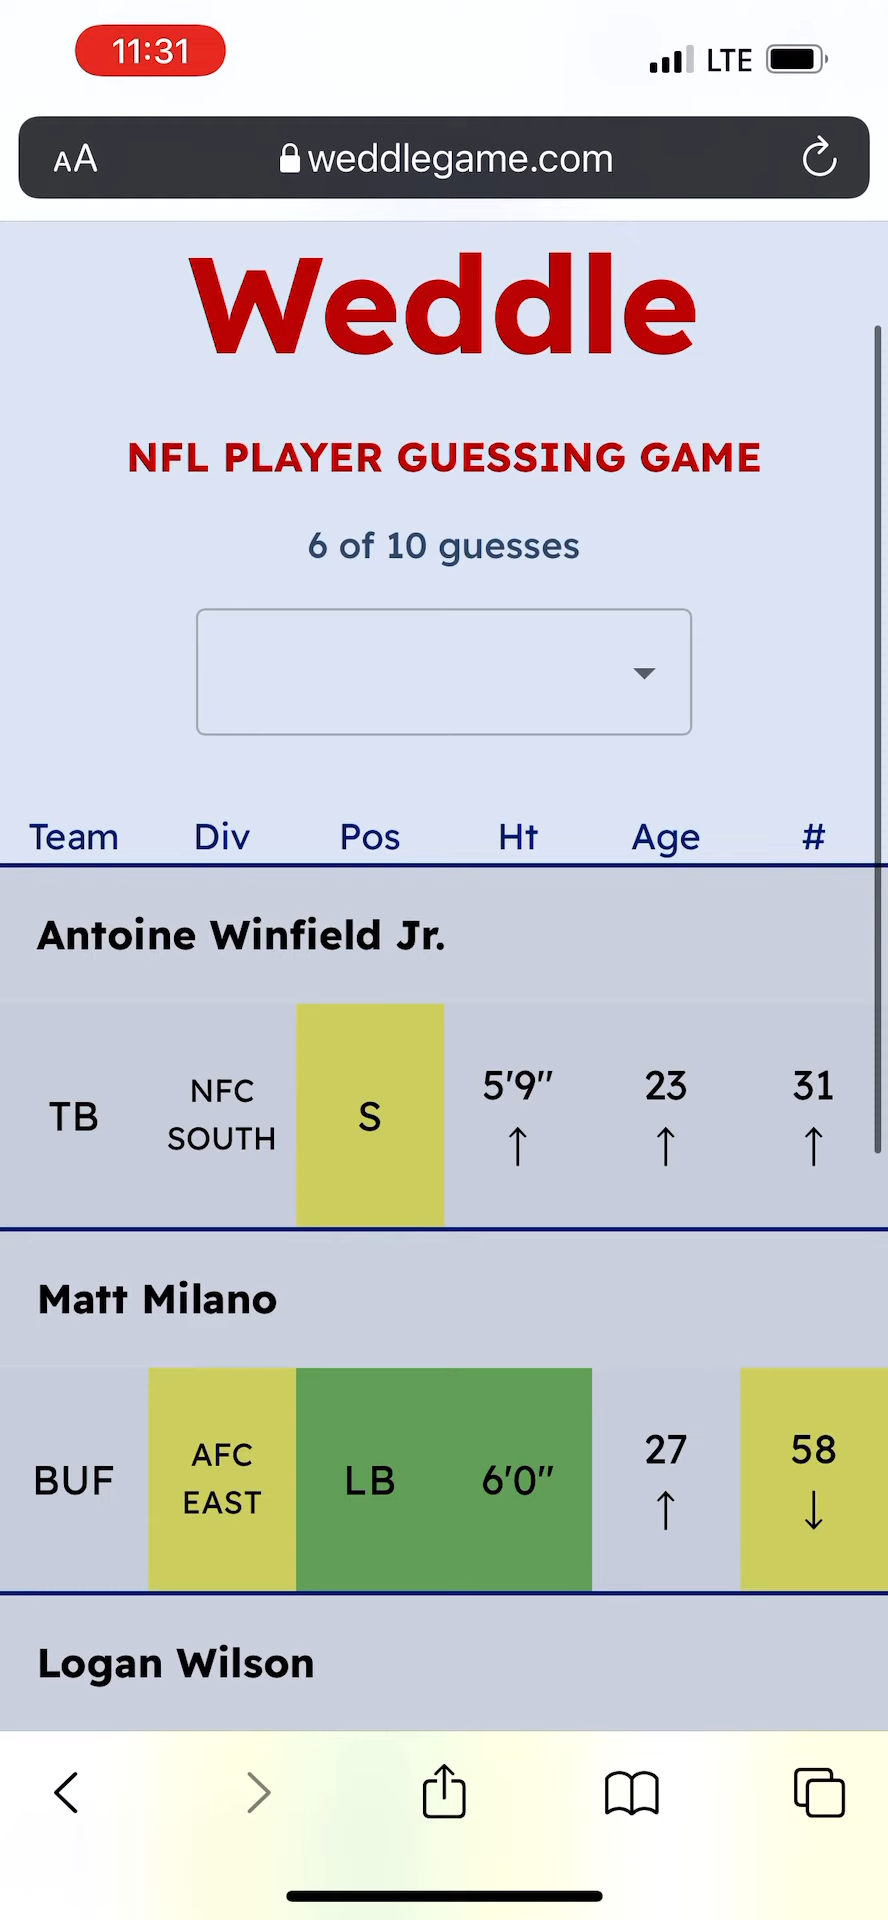 11:31
LTE
AA
weddlegame.com
Weddle
NFL PLAYER GUESSING GAME
6 of 10 guesses
Team Div Pos Ht Age #
Antoine Winfield Jr.
TB NFC SOUTH S 5'9" ↑ 23 ↑ 31 ↑
Matt Milano
BUF AFC EAST LB 6'0" 27 ↑ 58 ↓
Logan Wilson